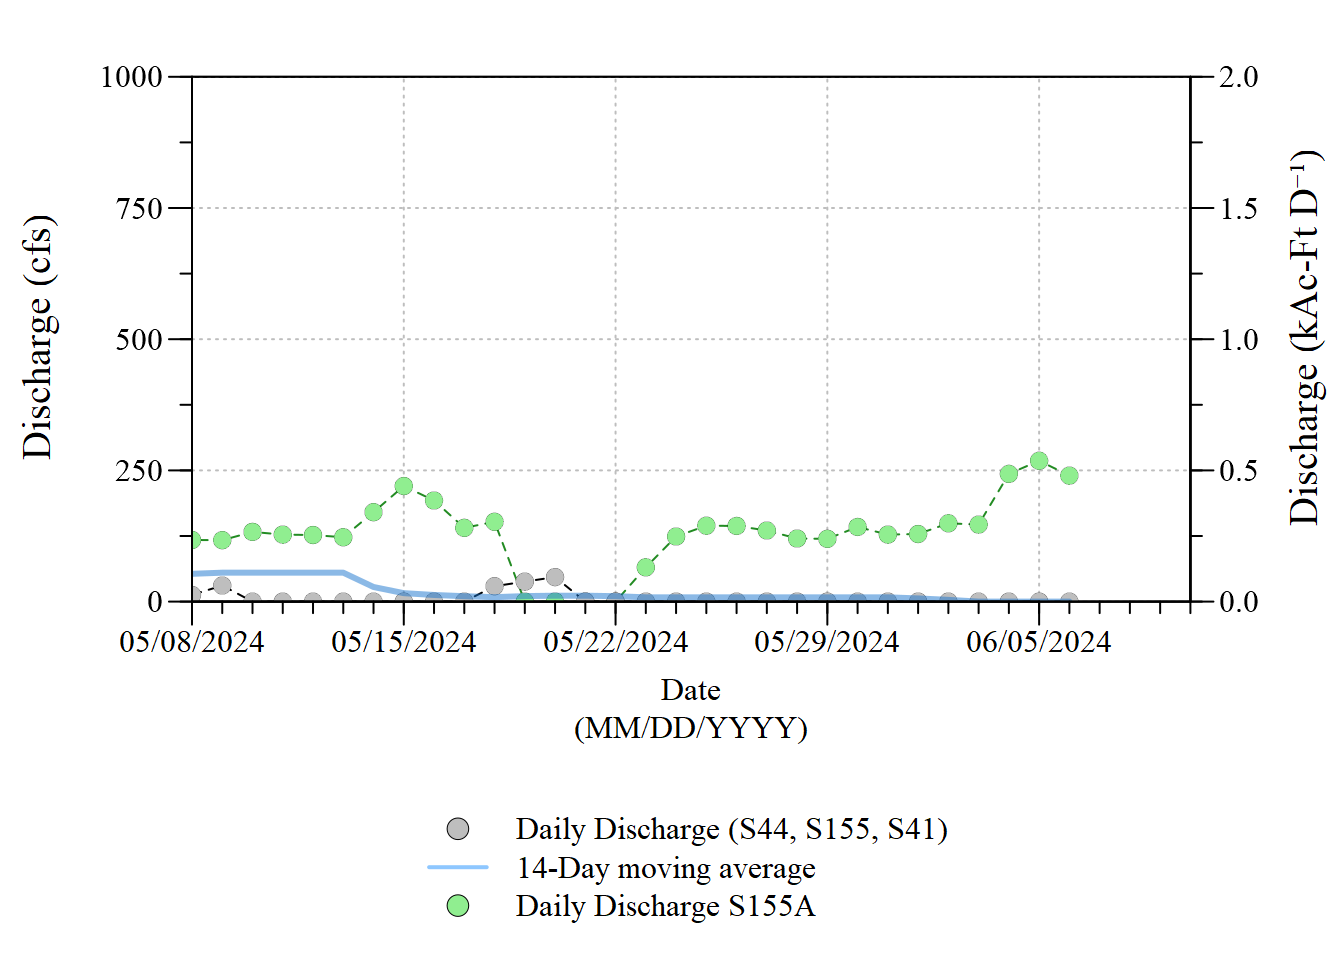 1000
750
500
250
0
Discharge (cfs)
2.0
1.5
1.0
0.5
0.0
Discharge (kAc-Ft D⁻¹)
05/08/2024
05/15/2024
05/22/2024
05/29/2024
06/05/2024
Date
(MM/DD/YYYY)
Daily Discharge (S44, S155, S41)
14-Day moving average
Daily Discharge S155A